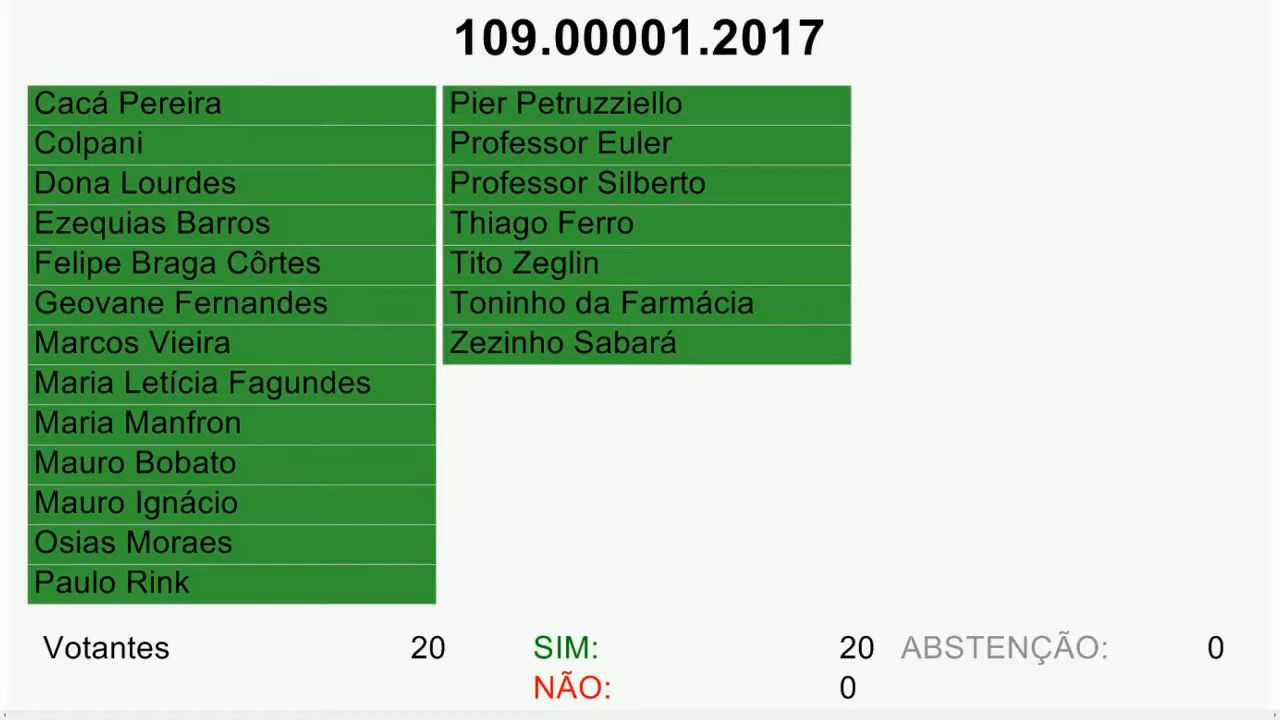 109.00001.2017
Cacá Pereira
Colpani
Dona Lourdes
Ezequias Barros
Felipe Braga Côrtes
Geovane Fernandes
Marcos Vieira
Maria Letícia Fagundes
Maria Manfron
Mauro Bobato
Mauro Ignácio
Osias Moraes
Paulo Rink
Pier Petruzziello
Professor Euler
Professor Silberto
Thiago Ferro
Tito Zeglin
Toninho da Farmácia
Zezinho Sabará
Votantes 20 SIM: 20 ABSTENÇÃO: 0
NÃO: 0